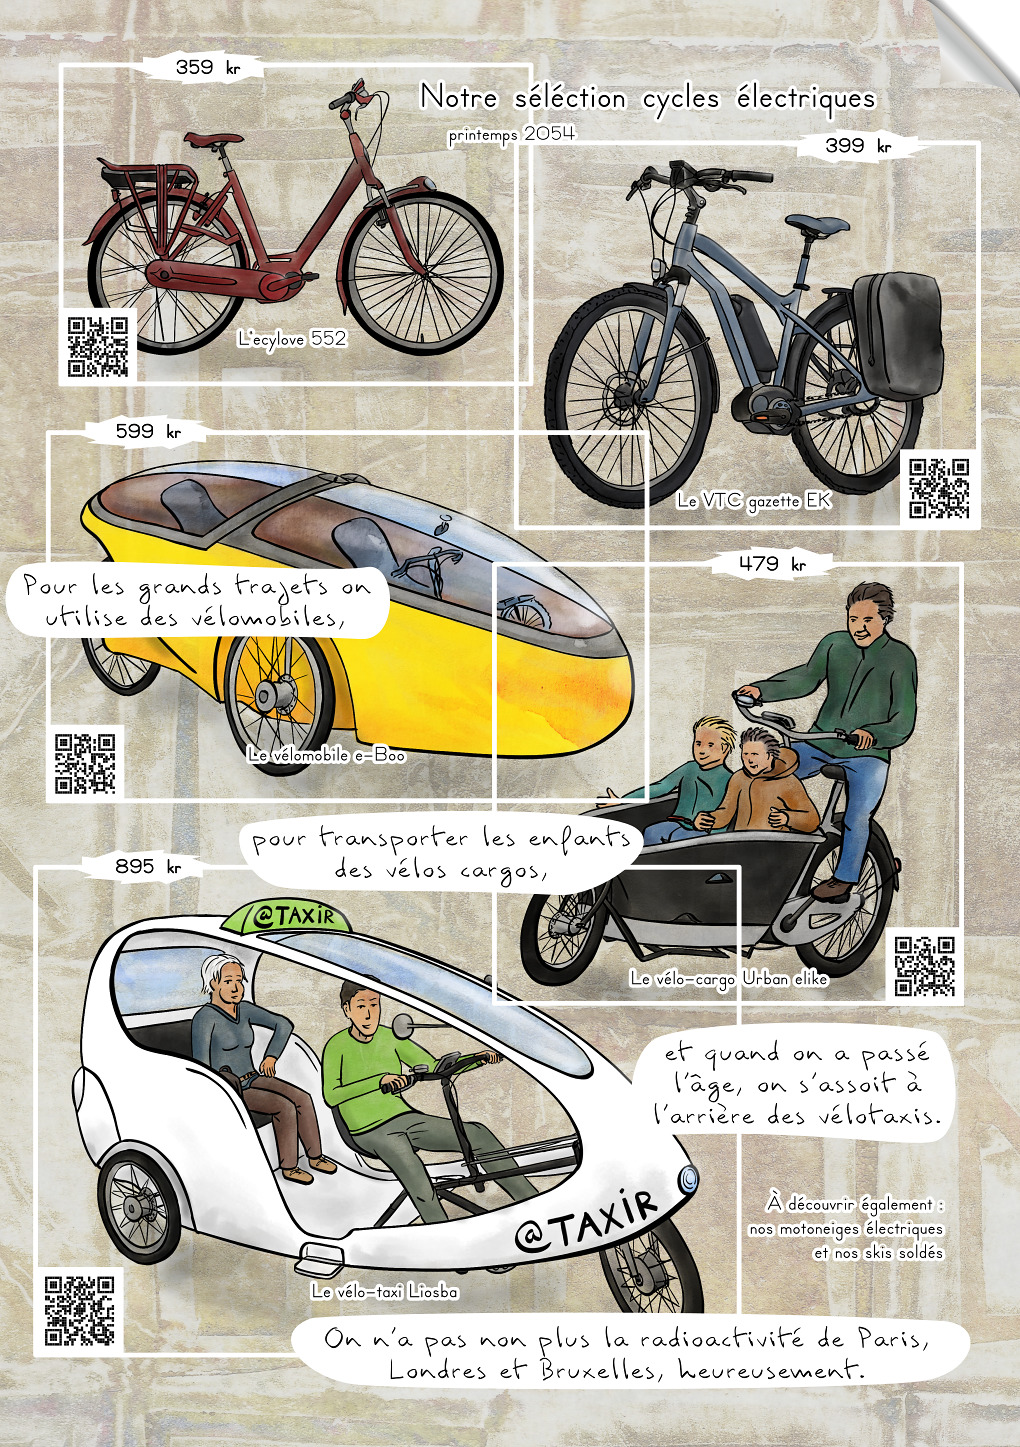 359 kr
Notre séléction cycles électriques
printemps 2054
399 kr
L'ecylove 552
599 kr
Le VTC gazette EK
479 kr
Pour les grands trajets on
utilise des vélomobiles,
Le vélomobile e-Boo
pour transporter les enfants
des vélos cargos,
895 kr
@TAXiR
Le vélo-cargo Urban elike
et quand on a passé
l'âge, on s'assoit à
l'arrière des vélotaxis.
@TAXiR
À découvrir également :
nos motoneiges électriques
et nos skis soldés
Le vélo-taxi Liosba
On n'a pas non plus la radioactivité de Paris,
Londres et Bruxelles, heureusement.